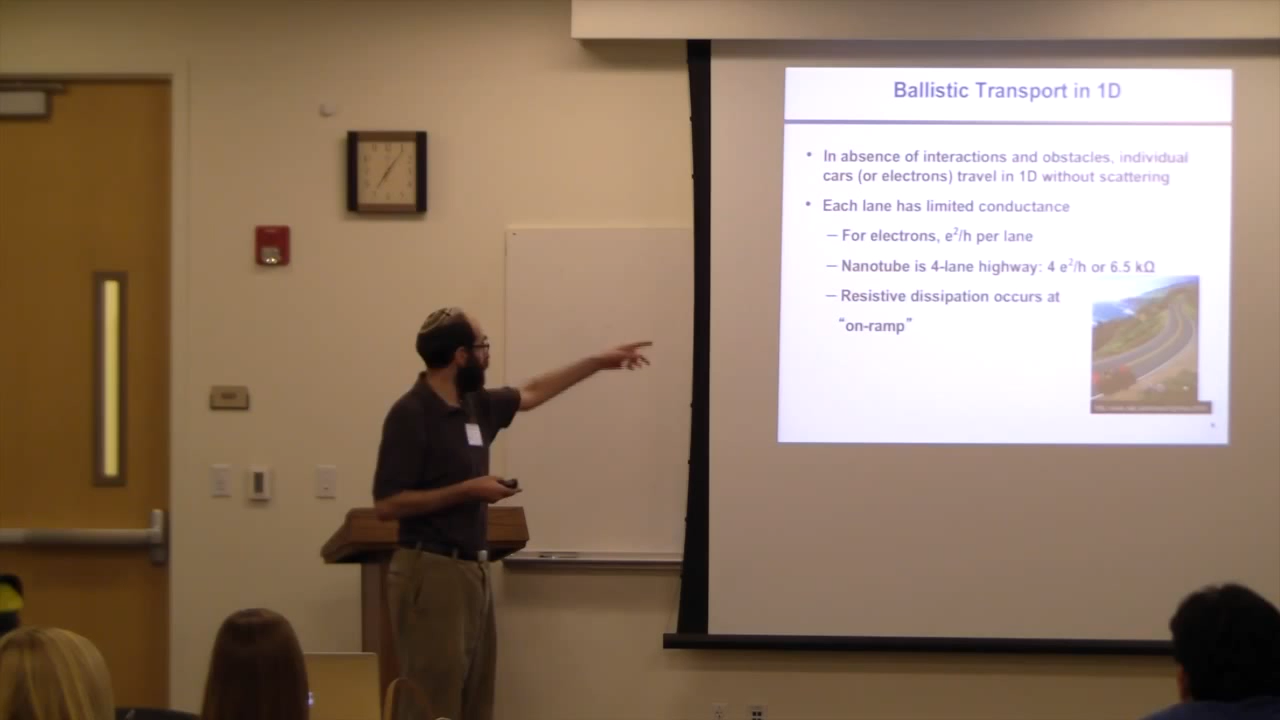 Ballistic Transport in 1D
• In absence of interactions and obstacles, individual
cars (or electrons) travel in 1D without scattering
• Each lane has limited conductance
– For electrons, e²/h per lane
– Nanotube is 4-lane highway: 4 e²/h or 6.5 kΩ
– Resistive dissipation occurs at
“on-ramp”